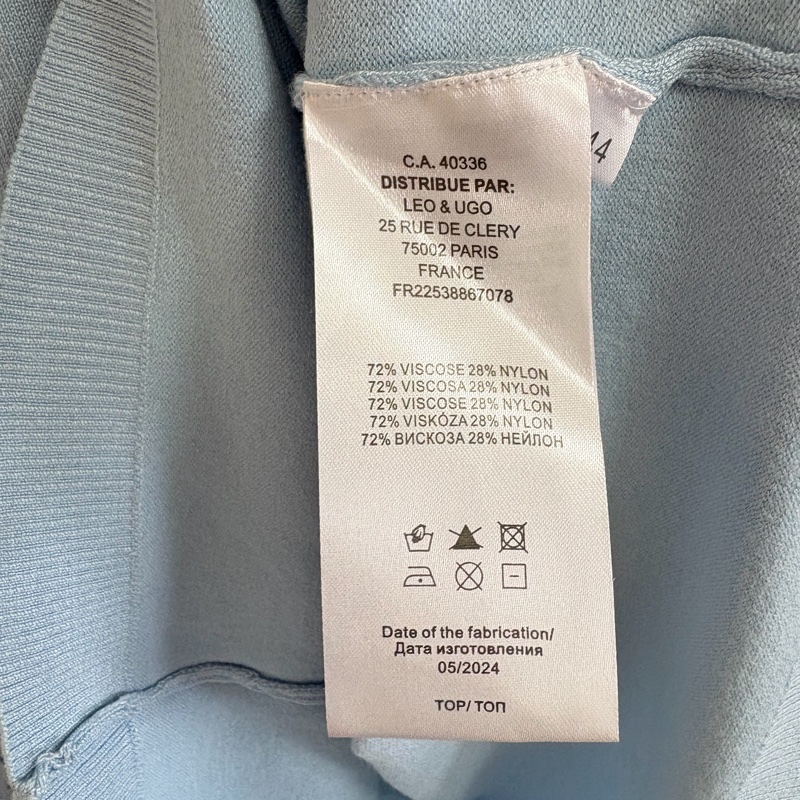 C.A. 40336
DISTRIBUE PAR:
LEO & UGO
25 RUE DE CLERY
75002 PARIS
FRANCE
FR22538867078
72% VISCOSE 28% NYLON
72% VISCOSA 28% NYLON
72% VISCOSE 28% NYLON
72% VISKÓZA 28% NYLON
72% ВИСКОЗА 28% НЕЙЛОН
Date of the fabrication/
Дата изготовления
05/2024
TOP/ ТОП